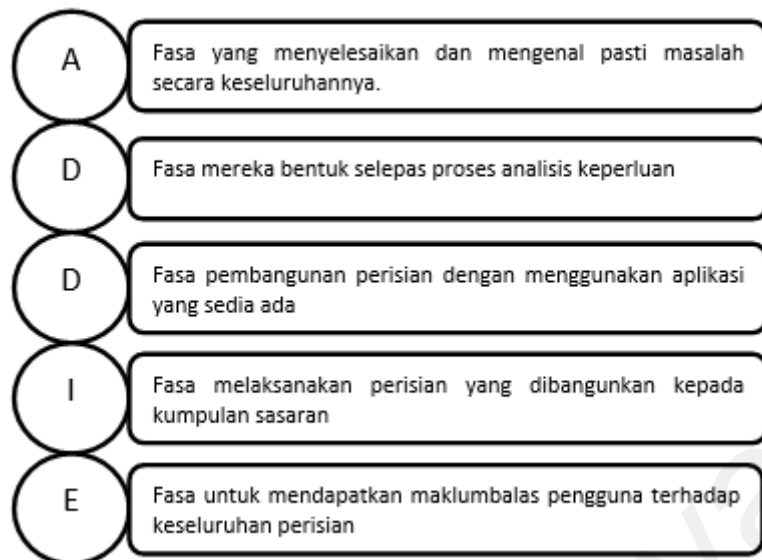 A
Fasa yang menyelesaikan dan mengenal pasti masalah
secara keseluruhannya.
D
Fasa mereka bentuk selepas proses analisis keperluan
D
Fasa pembangunan perisian dengan menggunakan aplikasi
yang sedia ada
I
Fasa melaksanakan perisian yang dibangunkan kepada
kumpulan sasaran
E
Fasa untuk mendapatkan maklumbalas pengguna terhadap
keseluruhan perisian